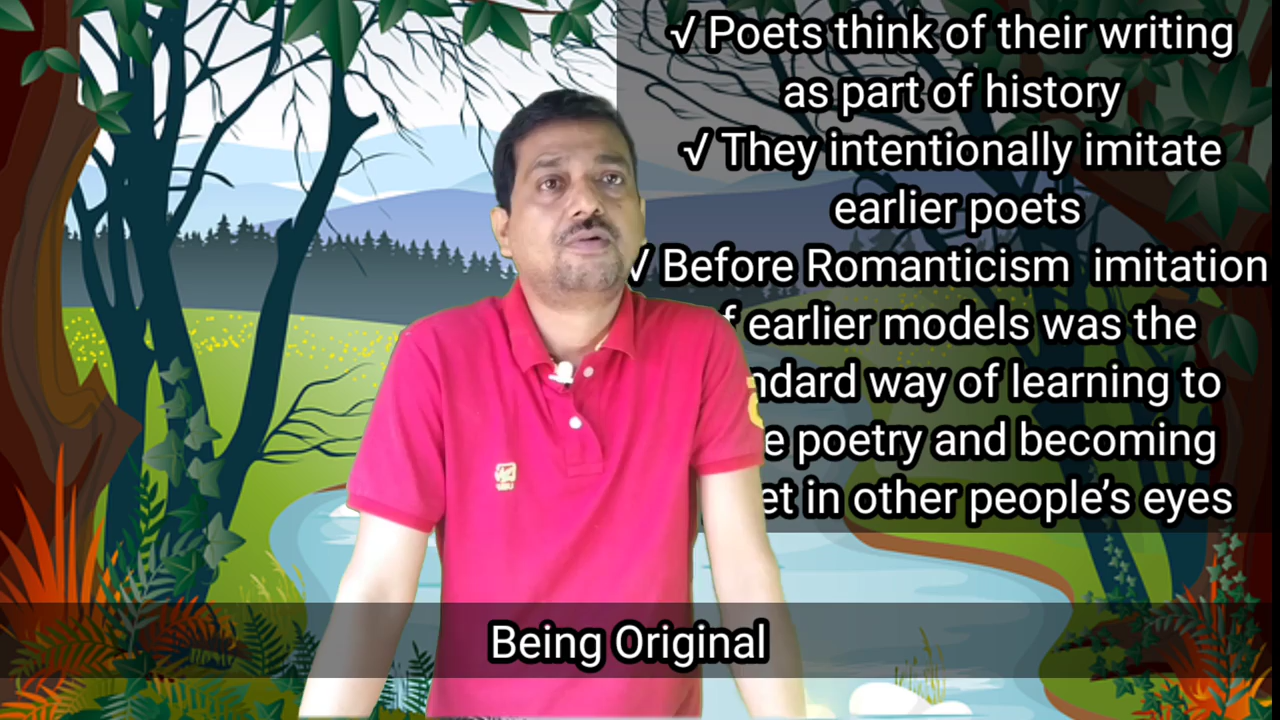 √ Poets think of their writing
as part of history
√ They intentionally imitate
earlier poets
√ Before Romanticism imitation
earlier models was the
way of learning to
poetry and becoming
in other people’s eyes
Being Original